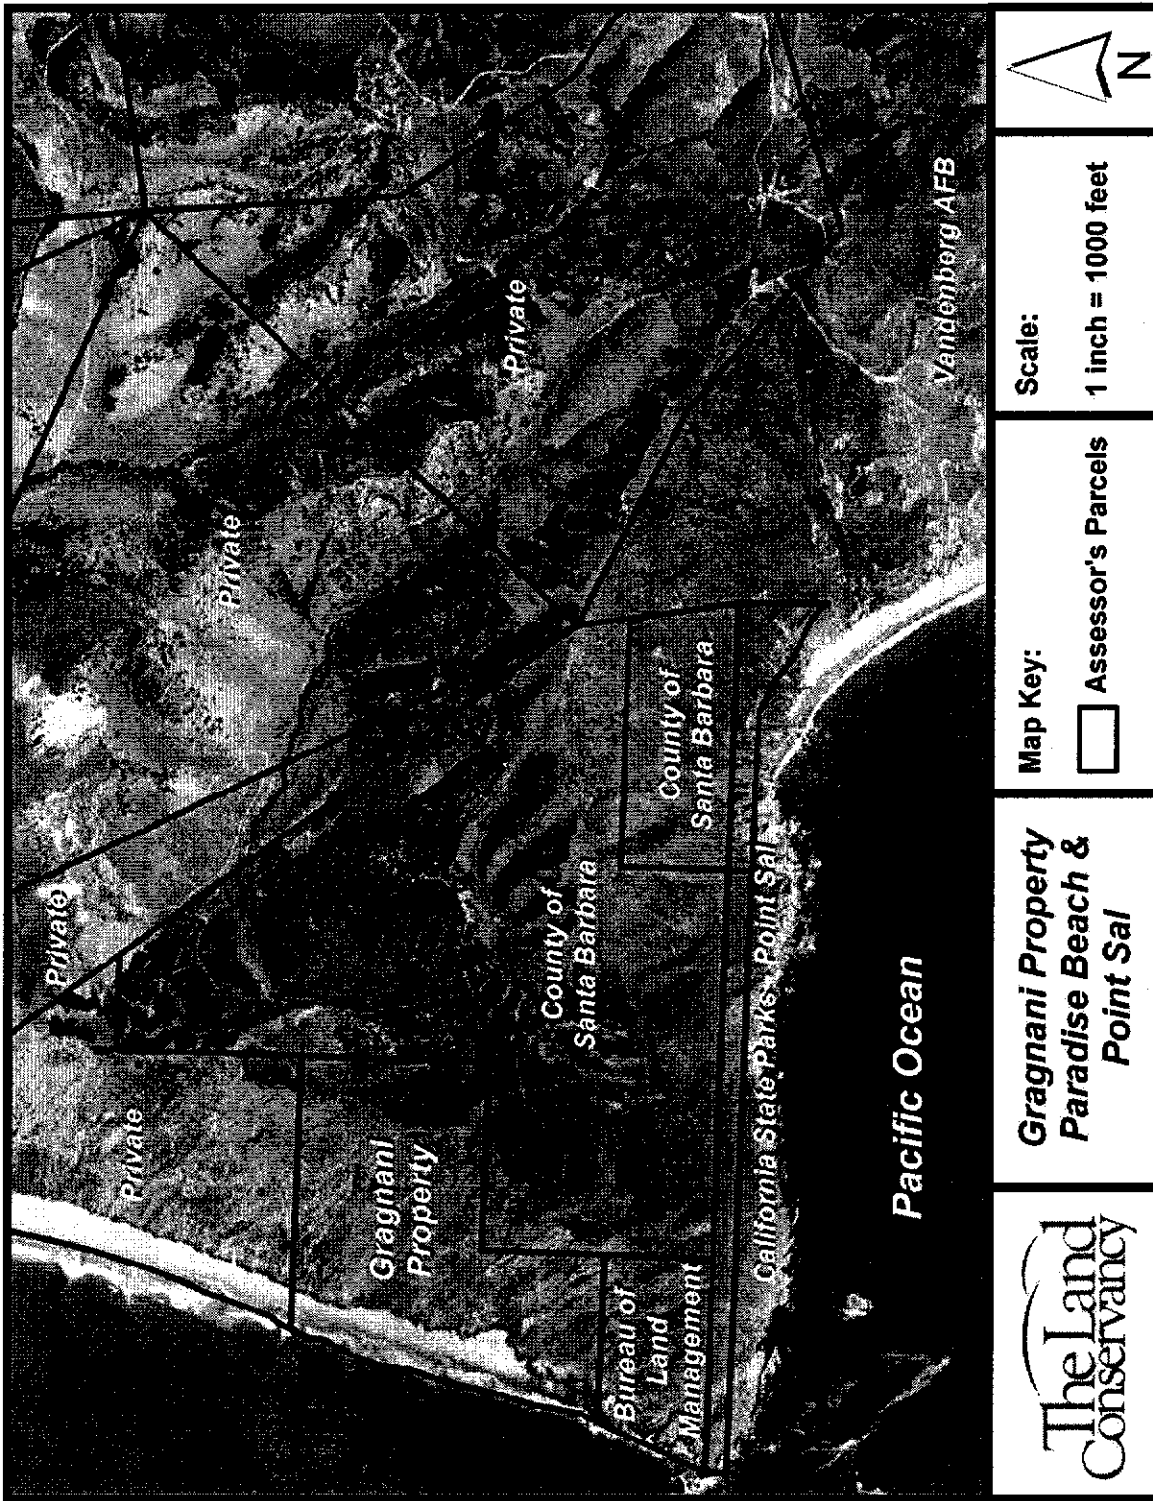 Private
Private
Private
Private
Gragnani
Property
County of
Santa Barbara
County of
Santa Barbara
Bureau of
Land
Management
California State Parks, Point Sal
Vandenberg AFB
Pacific Ocean
The Land
Conservancy
Gragnani Property
Paradise Beach &
Point Sal
Map Key:
Assessor's Parcels
Scale:
1 inch = 1000 feet
N